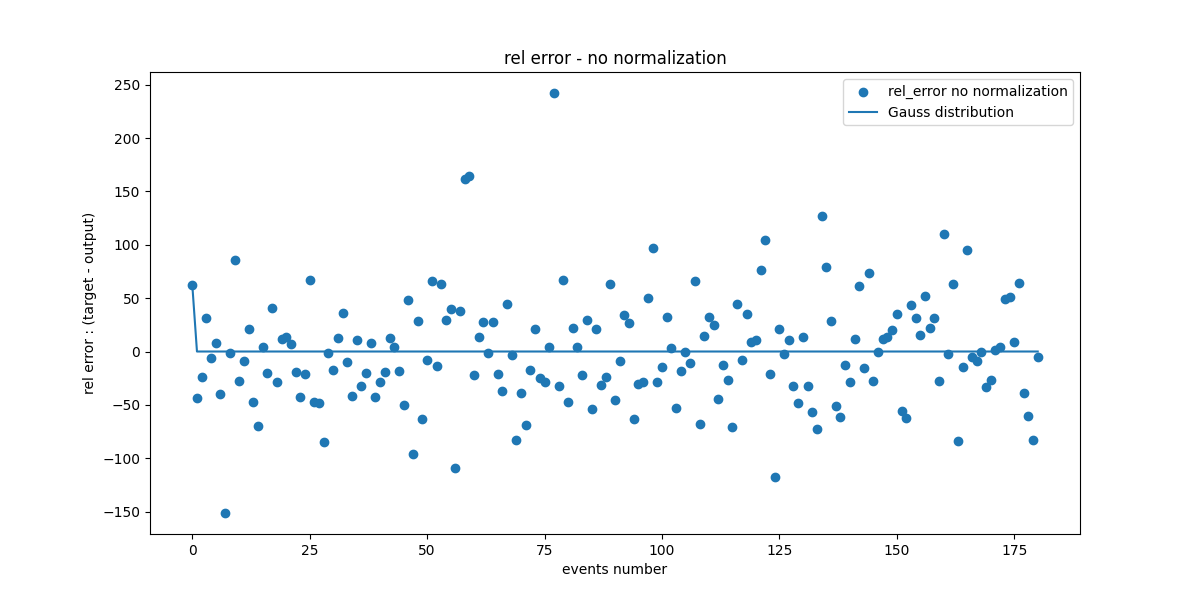 rel error - no normalization
rel error : (target - output)
250
200
150
100
50
0
−50
−100
−150
rel_error no normalization
Gauss distribution
0 25 50 75 100 125 150 175
events number